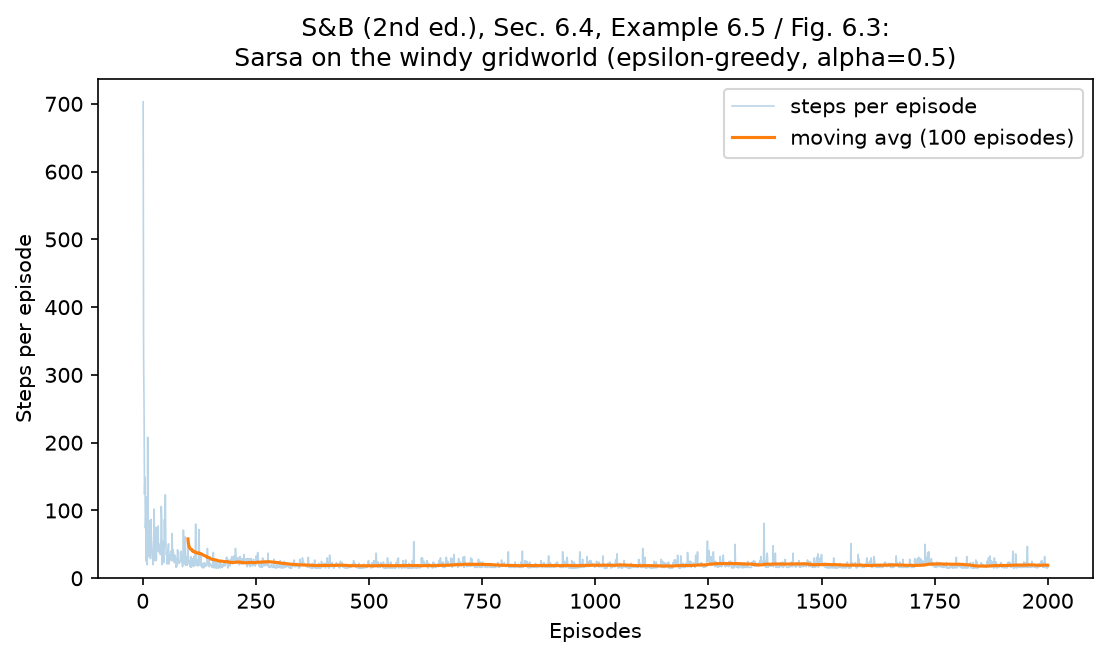 S&B (2nd ed.), Sec. 6.4, Example 6.5 / Fig. 6.3:
Sarsa on the windy gridworld (epsilon-greedy, alpha=0.5)
steps per episode
moving avg (100 episodes)
Steps per episode
700
600
500
400
300
200
100
0
0 250 500 750 1000 1250 1500 1750 2000
Episodes